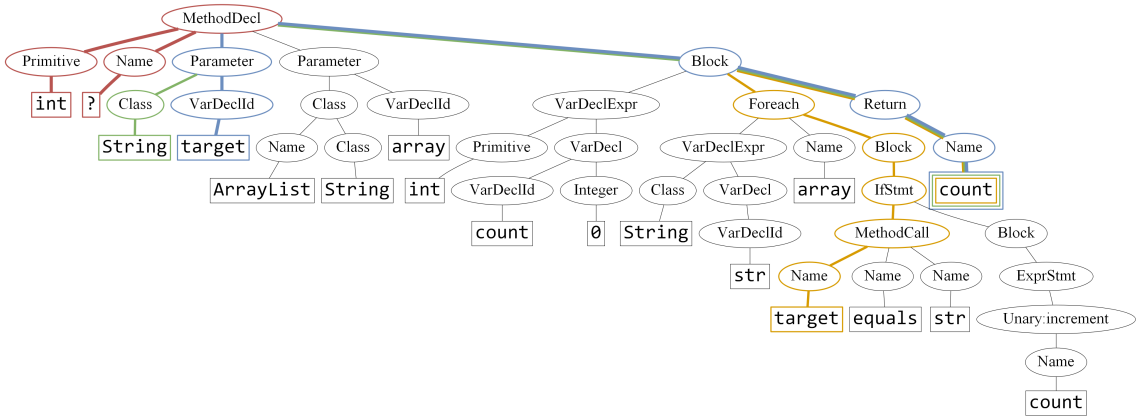 MethodDecl
Primitive Name Parameter Parameter Block
int ? Class VarDeclId Class VarDeclId VarDeclExpr Foreach Return
String target Name Class array Primitive VarDecl VarDeclExpr Name Block Name
ArrayList String int VarDeclId Integer Class VarDecl array IfStmt count
count 0 String VarDeclId MethodCall Block
str Name Name Name ExprStmt
target equals str Unary:increment
Name
count